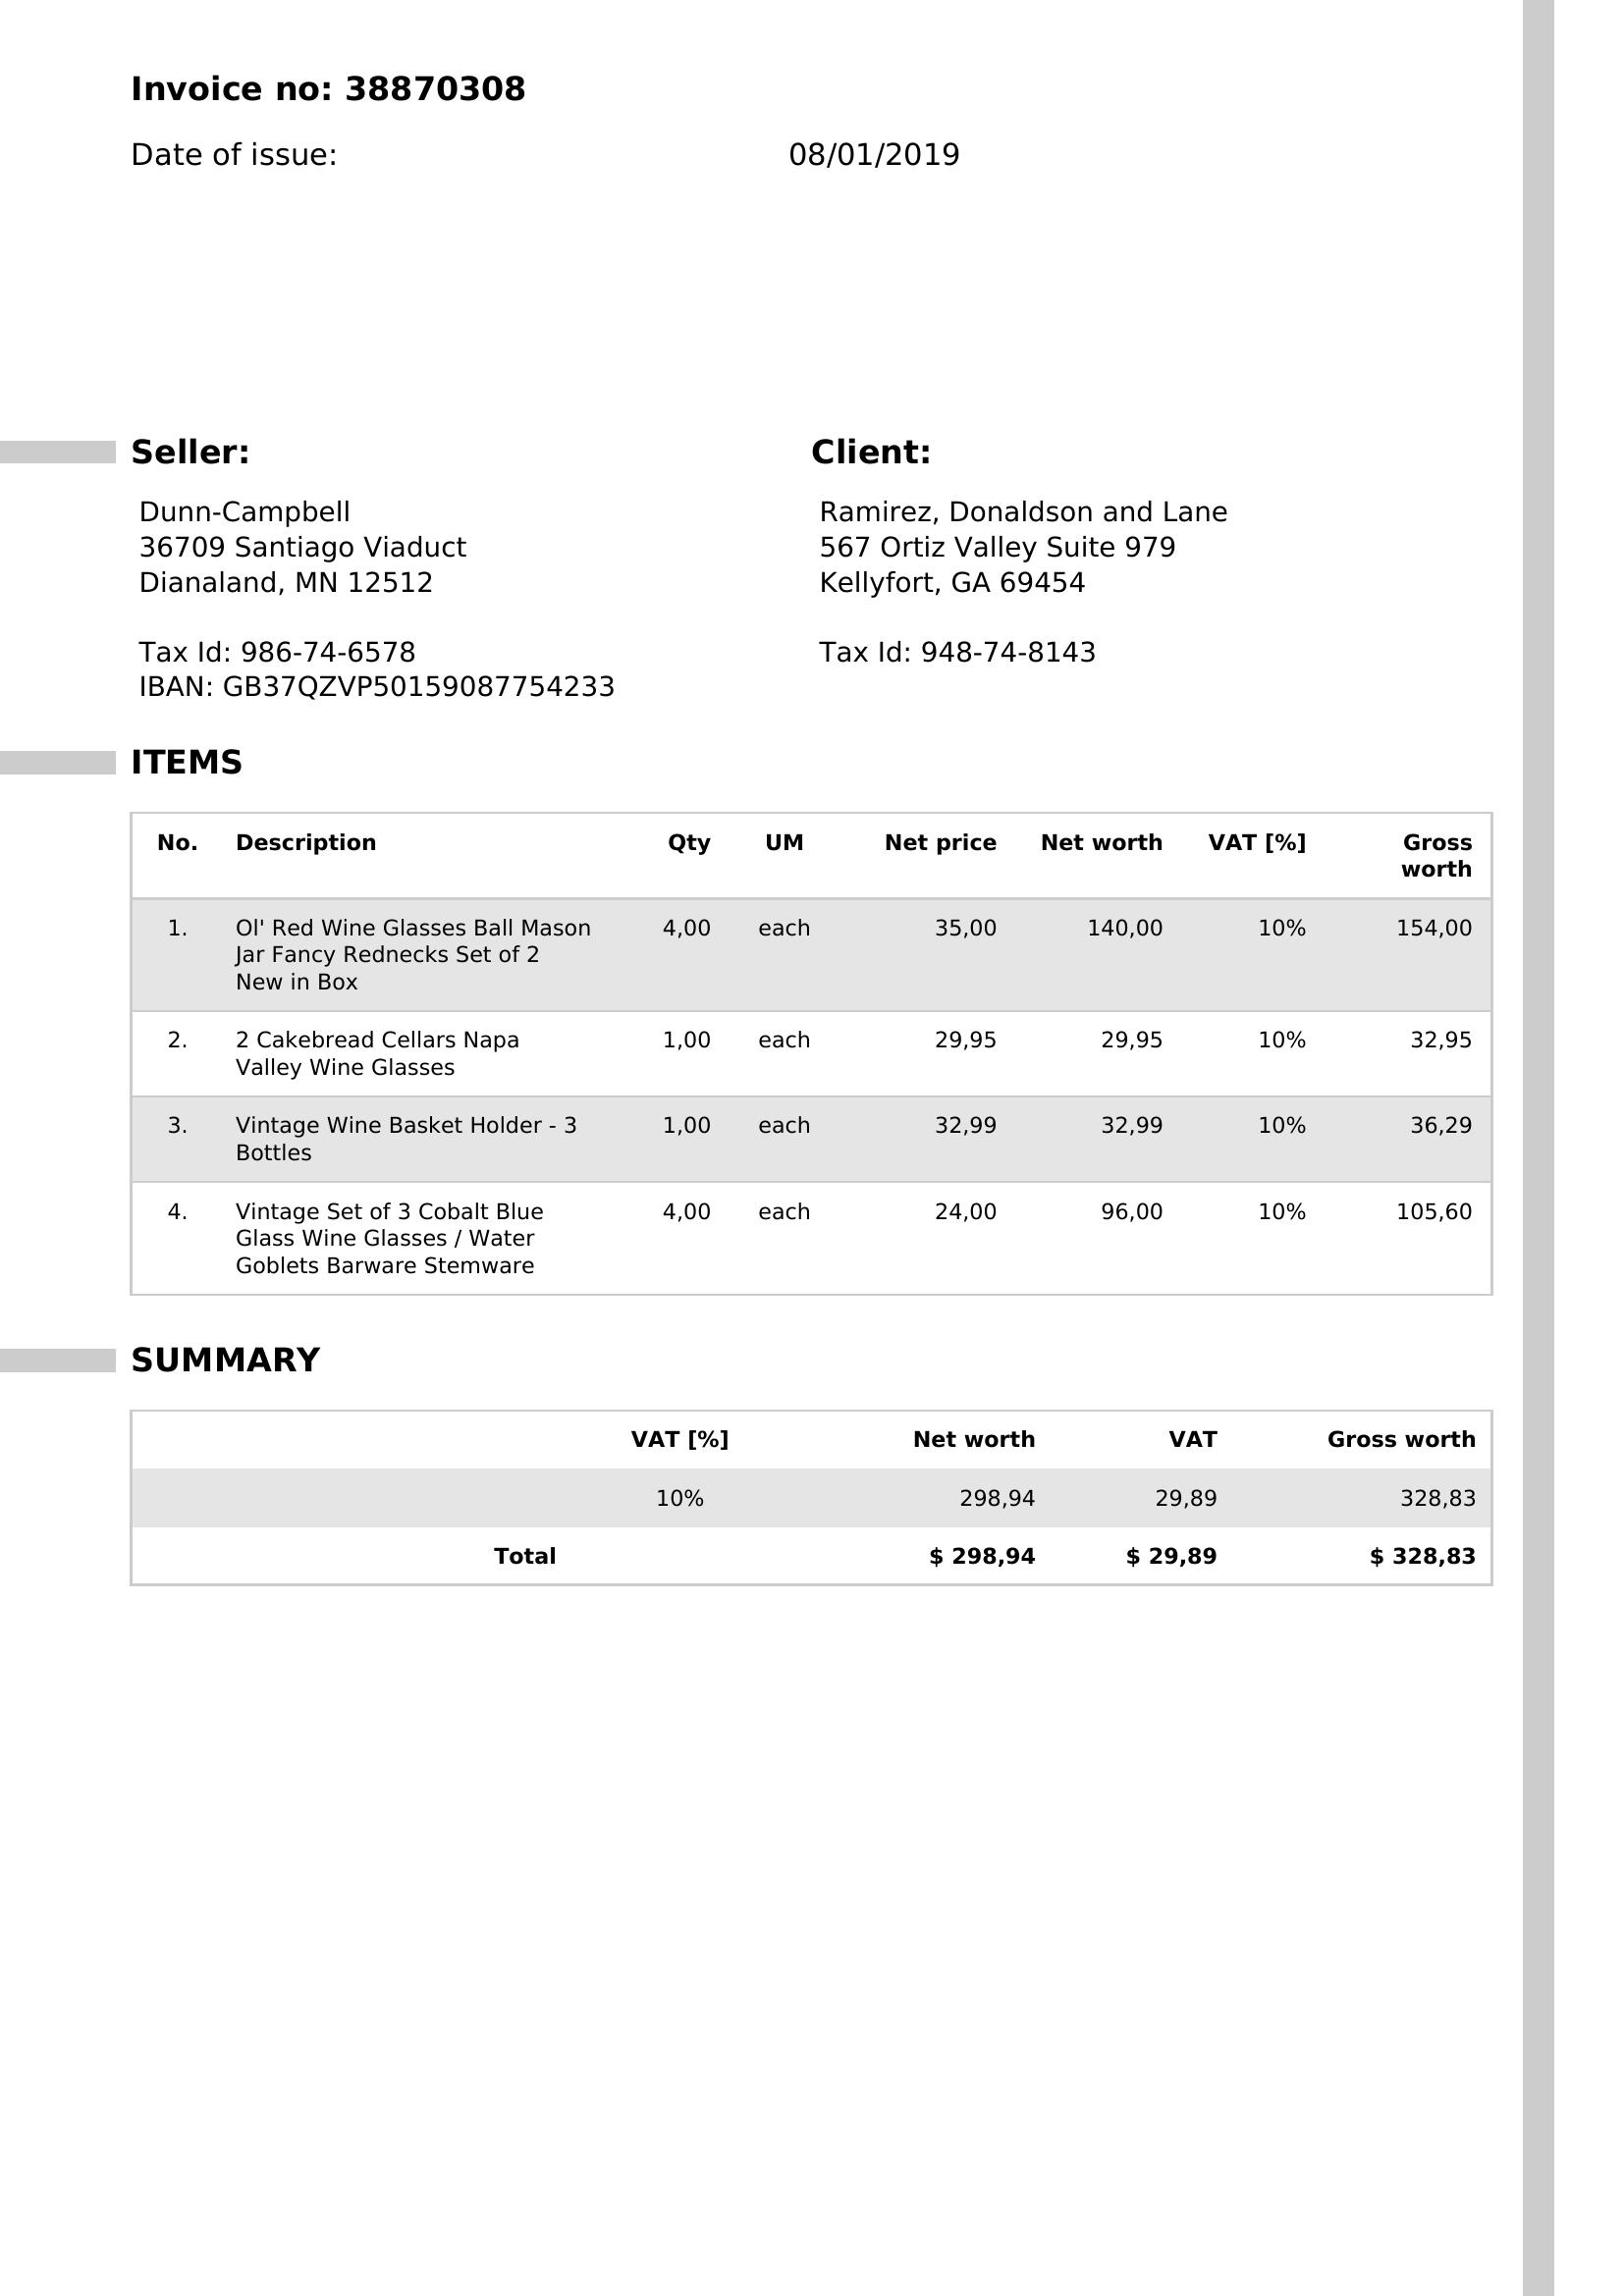 Invoice no: 38870308
Date of issue: 08/01/2019
Seller:
Dunn-Campbell
36709 Santiago Viaduct
Dianaland, MN 12512
Tax Id: 986-74-6578
IBAN: GB37QZVP50159087754233
Client:
Ramirez, Donaldson and Lane
567 Ortiz Valley Suite 979
Kellyfort, GA 69454
Tax Id: 948-74-8143
ITEMS
No. Description Qty UM Net price Net worth VAT [%] Gross
worth
1. Ol' Red Wine Glasses Ball Mason 4,00 each 35,00 140,00 10% 154,00
Jar Fancy Rednecks Set of 2
New in Box
2. 2 Cakebread Cellars Napa 1,00 each 29,95 29,95 10% 32,95
Valley Wine Glasses
3. Vintage Wine Basket Holder - 3 1,00 each 32,99 32,99 10% 36,29
Bottles
4. Vintage Set of 3 Cobalt Blue 4,00 each 24,00 96,00 10% 105,60
Glass Wine Glasses / Water
Goblets Barware Stemware
SUMMARY
VAT [%] Net worth VAT Gross worth
10% 298,94 29,89 328,83
Total $ 298,94 $ 29,89 $ 328,83